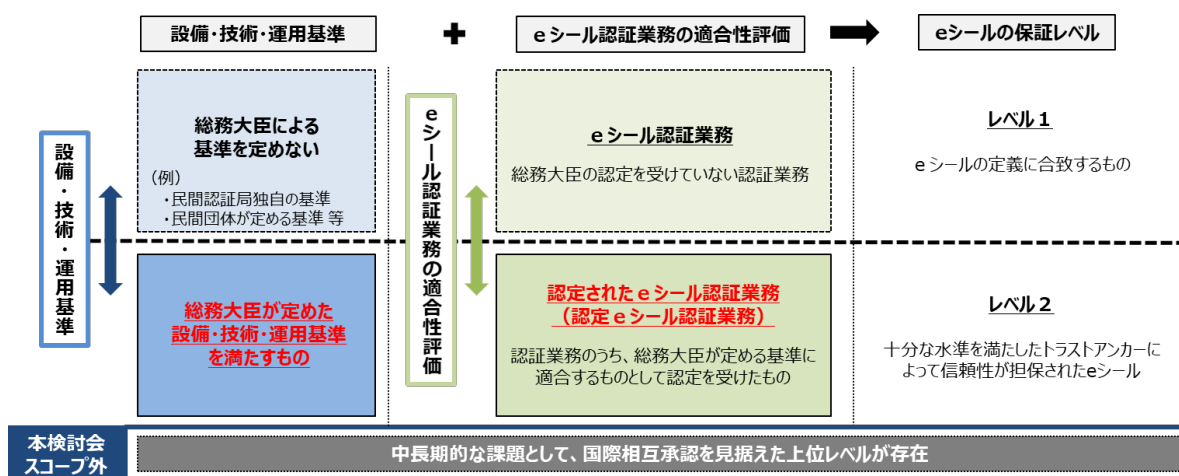 設備・技術・運用基準
+
eシール認証業務の適合性評価
eシールの保証レベル
設備・技術・運用基準
総務大臣による
基準を定めない
（例）
・民間認証局独自の基準
・民間団体が定める基準 等
eシール認証業務の適合性評価
eシール認証業務
総務大臣の認定を受けていない認証業務
レベル１
eシールの定義に合致するもの
総務大臣が定めた
設備・技術・運用基準
を満たすもの
認定されたeシール認証業務
（認定eシール認証業務）
認証業務のうち、総務大臣が定める基準に
適合するものとして認定を受けたもの
レベル２
十分な水準を満たしたトラストアンカーに
よって信頼性が担保されたeシール
本検討会
スコープ外
中長期的な課題として、国際相互承認を見据えた上位レベルが存在